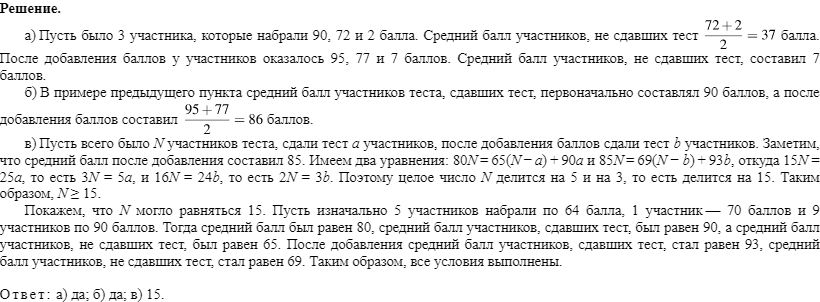 Решение.
а) Пусть было 3 участника, которые набрали 90, 72 и 2 балла. Средний балл участников, не сдавших тест (72 + 2)/2 = 37 балла.
После добавления баллов у участников оказалось 95, 77 и 7 баллов. Средний балл участников, не сдавших тест, составил 7
баллов.
б) В примере предыдущего пункта средний балл участников теста, сдавших тест, первоначально составлял 90 баллов, а после
добавления баллов составил (95 + 77)/2 = 86 баллов.
в) Пусть всего было N участников теста, сдали тест a участников, после добавления баллов сдали тест b участников. Заметим,
что средний балл после добавления составил 85. Имеем два уравнения: 80N = 65(N − a) + 90a и 85N = 69(N − b) + 93b, откуда 15N =
25a, то есть 3N = 5a, и 16N = 24b, то есть 2N = 3b. Поэтому целое число N делится на 5 и на 3, то есть делится на 15. Таким
образом, N ≥ 15.
Покажем, что N могло равняться 15. Пусть изначально 5 участников набрали по 64 балла, 1 участник — 70 баллов и 9
участников по 90 баллов. Тогда средний балл был равен 80, средний балл участников, сдавших тест, был равен 90, а средний балл
участников, не сдавших тест, был равен 65. После добавления средний балл участников, сдавших тест, стал равен 93, средний
балл участников, не сдавших тест, стал равен 69. Таким образом, все условия выполнены.
Ответ: а) да; б) да; в) 15.